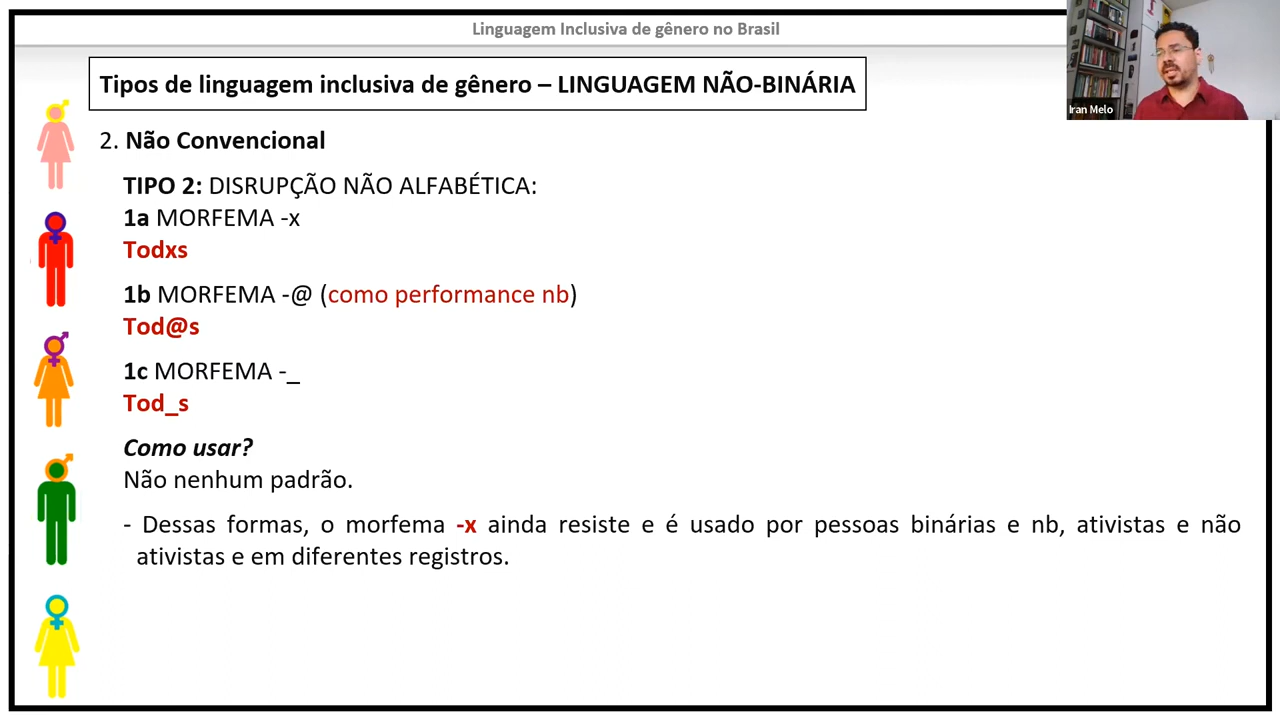 Linguagem Inclusiva de gênero no Brasil
Tipos de linguagem inclusiva de gênero – LINGUAGEM NÃO-BINÁRIA
Iran Melo
2. Não Convencional
TIPO 2: DISRUPÇÃO NÃO ALFABÉTICA:
1a MORFEMA -x
Todxs
1b MORFEMA -@ (como performance nb)
Tod@s
1c MORFEMA -_
Tod_s
Como usar?
Não nenhum padrão.
- Dessas formas, o morfema -x ainda resiste e é usado por pessoas binárias e nb, ativistas e não
ativistas e em diferentes registros.